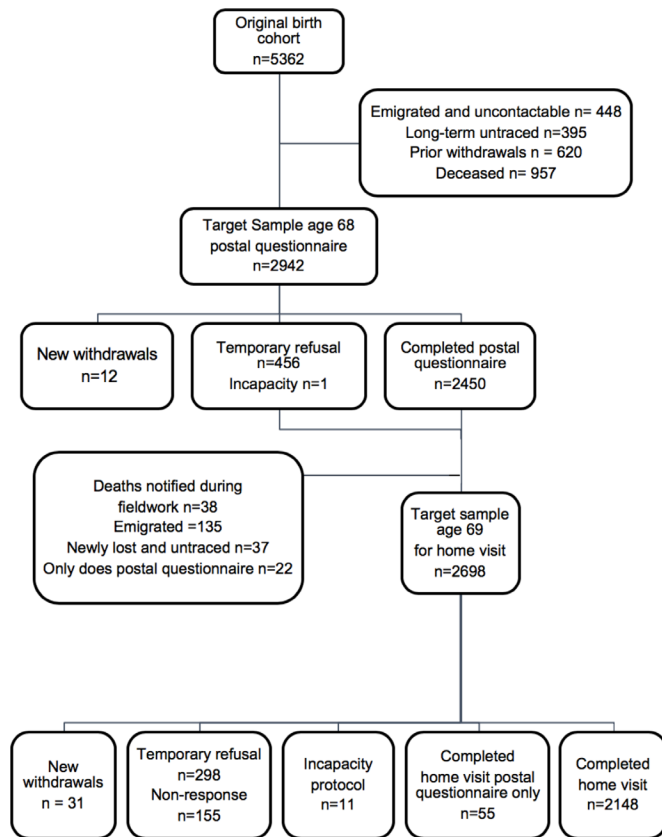 Original birth
cohort
n=5362
Emigrated and uncontactable n= 448
Long-term untraced n=395
Prior withdrawals n = 620
Deceased n= 957
Target Sample age 68
postal questionnaire
n=2942
New withdrawals
n=12
Temporary refusal
n=456
Incapacity n=1
Completed postal
questionnaire
n=2450
Deaths notified during
fieldwork n=38
Emigrated =135
Newly lost and untraced n=37
Only does postal questionnaire n=22
Target sample
age 69
for home visit
n=2698
New
withdrawals
n = 31
Temporary refusal
n=298
Non-response
n=155
Incapacity
protocol
n=11
Completed
home visit postal
questionnaire only
n=55
Completed
home visit
n=2148